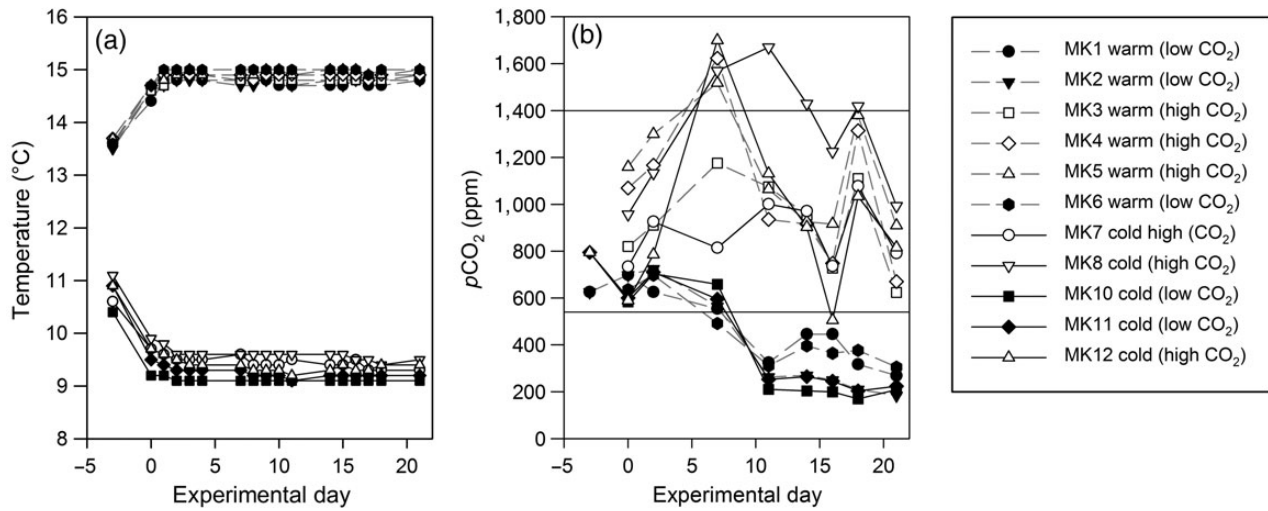 (a)
16
15
14
13
12
11
10
9
8
−5
0
5
10
15
20
Temperature (°C)
Experimental day
(b)
1,800
1,600
1,400
1,200
1,000
800
600
400
200
0
−5
0
5
10
15
20
pCO₂ (ppm)
Experimental day
MK1 warm (low CO₂)
MK2 warm (low CO₂)
MK3 warm (high CO₂)
MK4 warm (high CO₂)
MK5 warm (high CO₂)
MK6 warm (low CO₂)
MK7 cold high (CO₂)
MK8 cold (high CO₂)
MK10 cold (low CO₂)
MK11 cold (low CO₂)
MK12 cold (high CO₂)